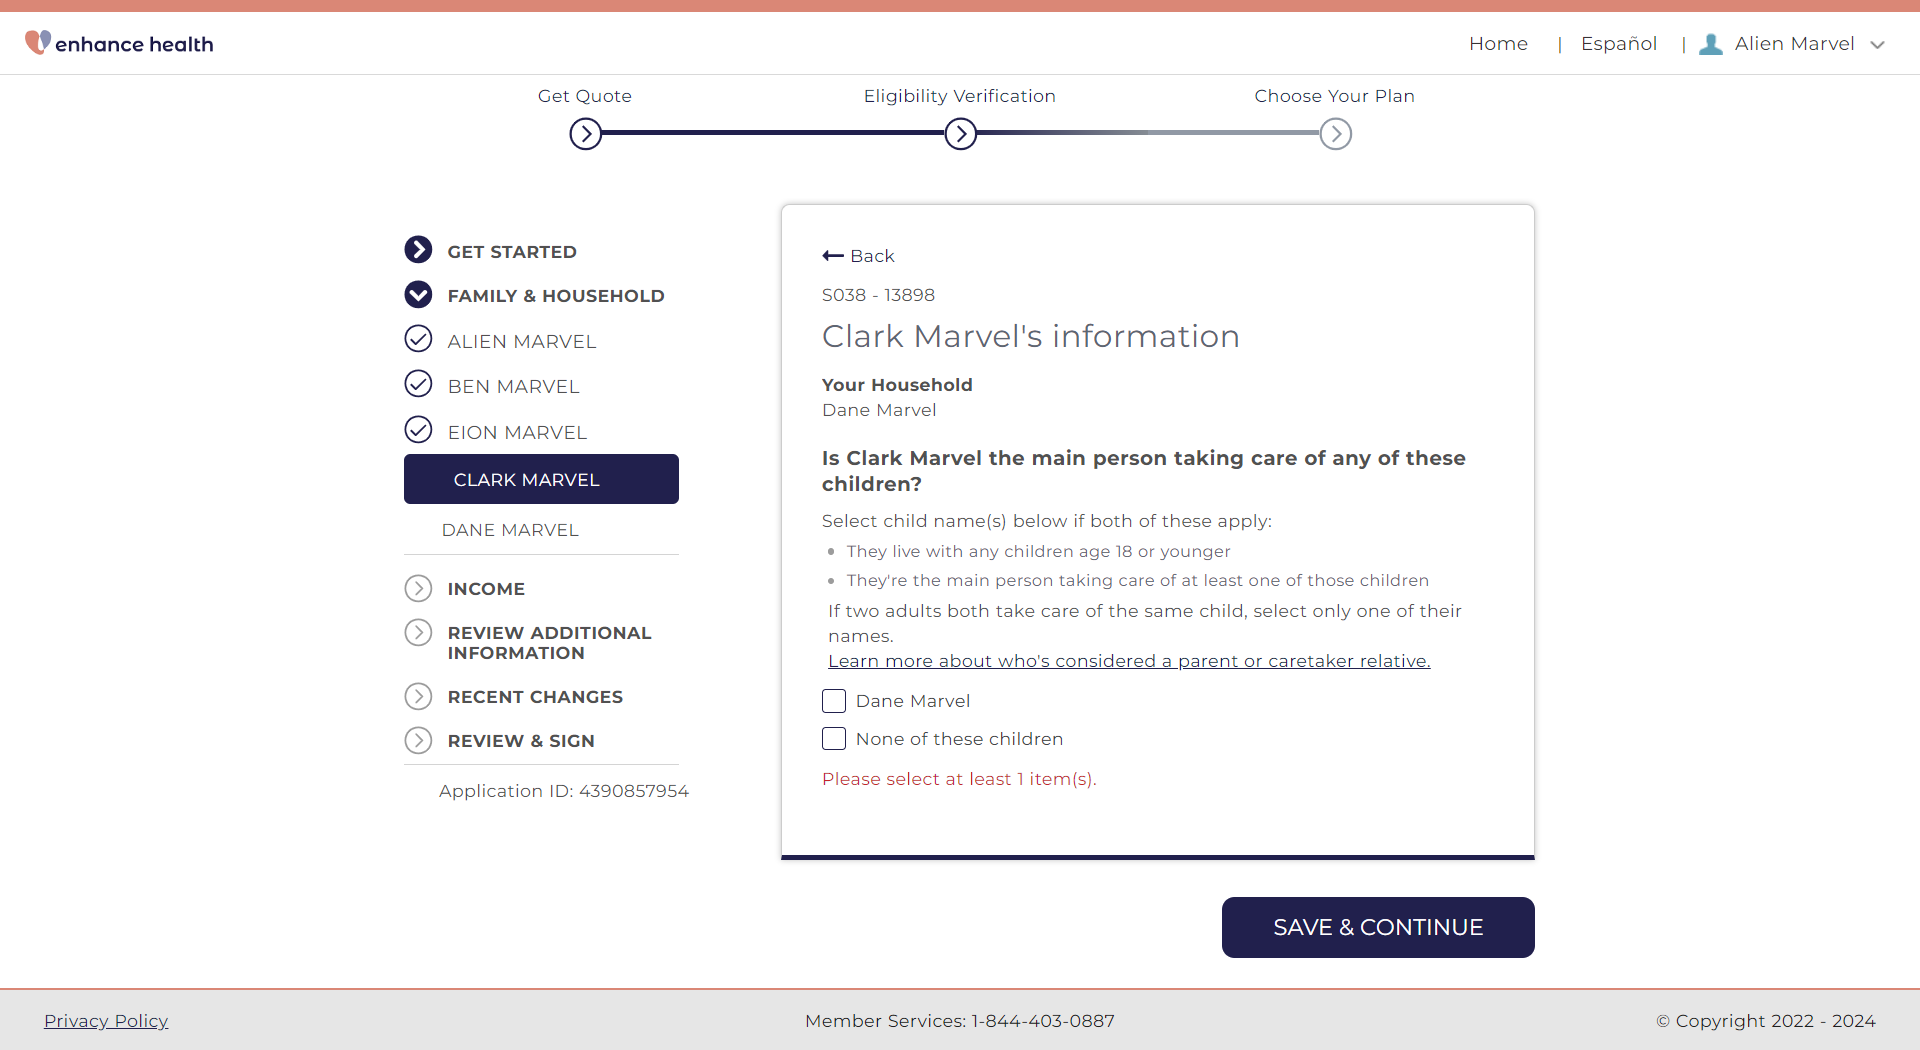 enhance health
Home | Español | Alien Marvel
Get Quote
Eligibility Verification
Choose Your Plan
GET STARTED
FAMILY & HOUSEHOLD
ALIEN MARVEL
BEN MARVEL
EION MARVEL
CLARK MARVEL
DANE MARVEL
INCOME
REVIEW ADDITIONAL
INFORMATION
RECENT CHANGES
REVIEW & SIGN
Application ID: 4390857954
Back
S038 - 13898
Clark Marvel's information
Your Household
Dane Marvel
Is Clark Marvel the main person taking care of any of these
children?
Select child name(s) below if both of these apply:
• They live with any children age 18 or younger
• They're the main person taking care of at least one of those children
If two adults both take care of the same child, select only one of their
names.
Learn more about who's considered a parent or caretaker relative.
Dane Marvel
None of these children
Please select at least 1 item(s).
SAVE & CONTINUE
Privacy Policy
Member Services: 1-844-403-0887
© Copyright 2022 - 2024